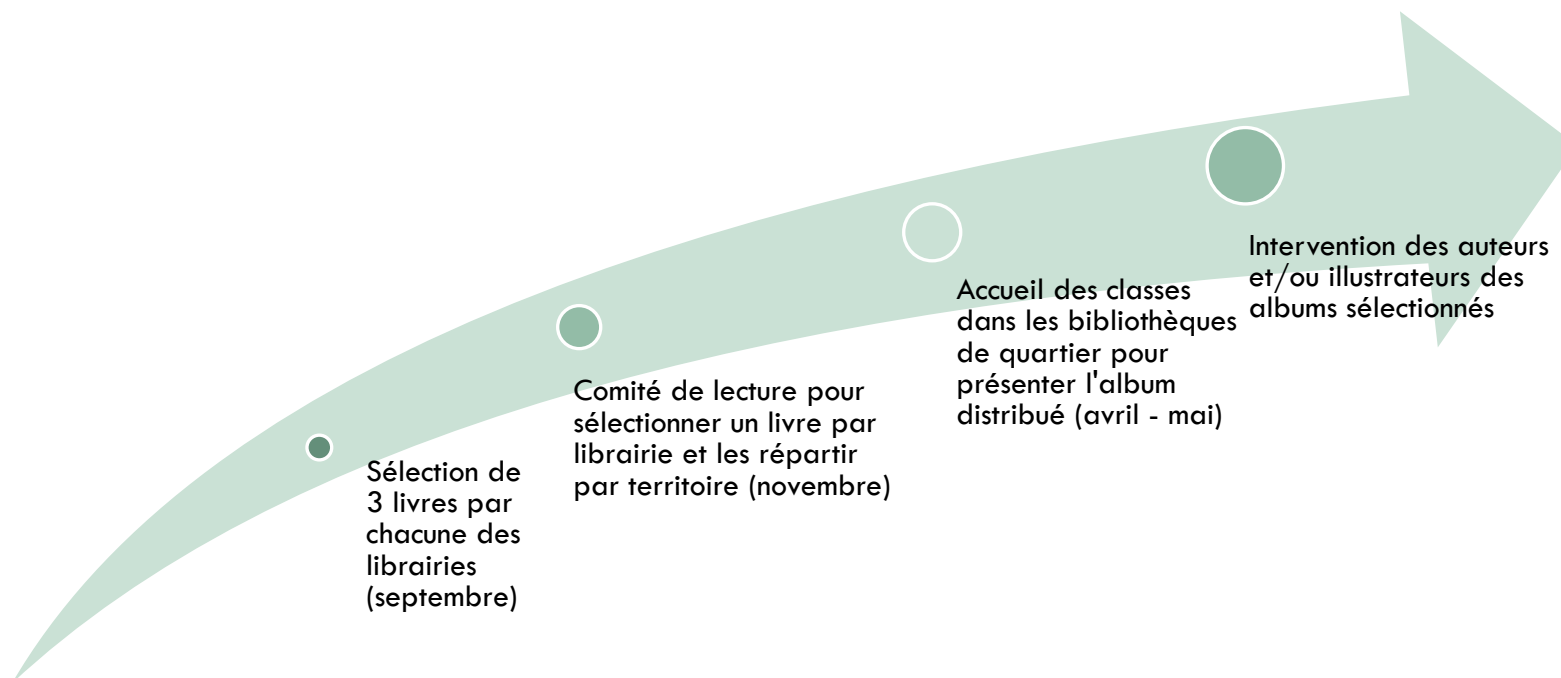 Sélection de
3 livres par
chacune des
librairies
(septembre)
Comité de lecture pour
sélectionner un livre par
librairie et les répartir
par territoire (novembre)
Accueil des classes
dans les bibliothèques
de quartier pour
présenter l'album
distribué (avril - mai)
Intervention des auteurs
et/ou illustrateurs des
albums sélectionnés